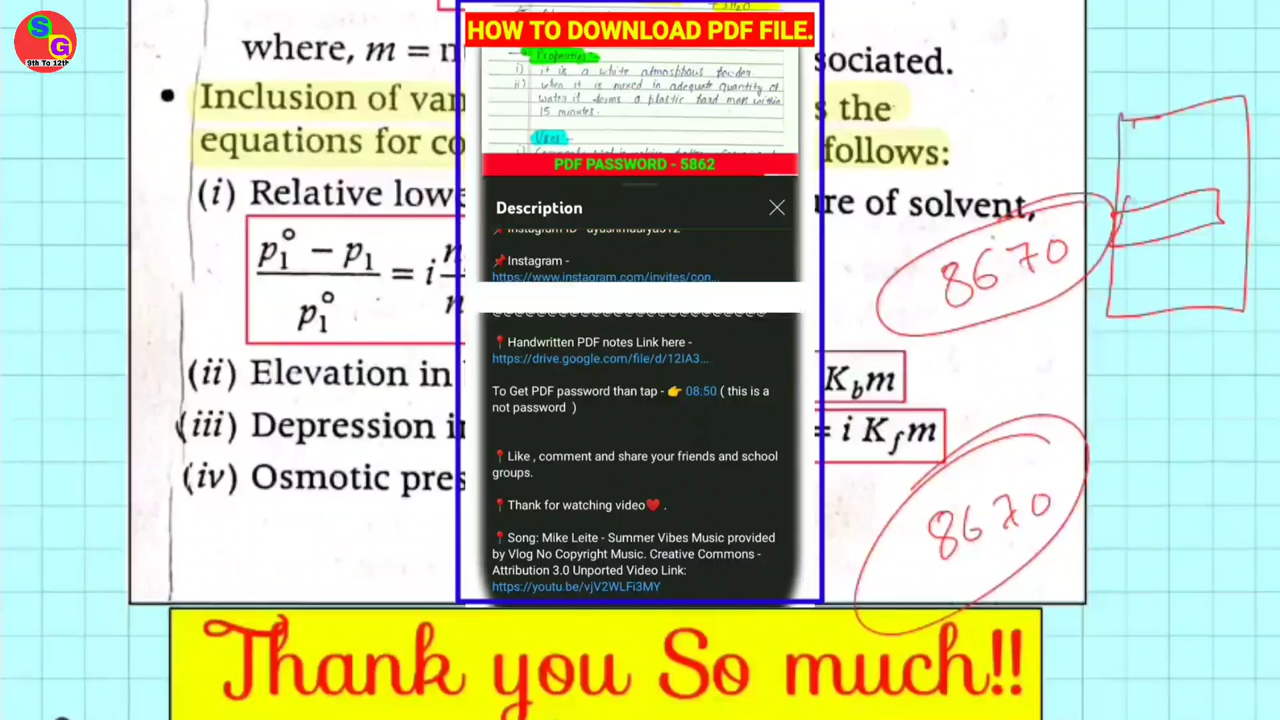 S
G
9th To 12th
where, m = n
sociated.
Inclusion of van
s the
equations for co
follows:
(i) Relative lowe
re of solvent,
p₁° − p₁
p₁°
= i
n
n
(ii) Elevation in
K_b m
(iii) Depression in
= i K_f m
(iv) Osmotic pres
HOW TO DOWNLOAD PDF FILE.
Properties
i) it is a white
ii) when it is mixed in adequate quantity of
water it forms a plastic hard mass within
15 minutes.
Uses
PDF PASSWORD - 5862
Description
📌Instagram -
https://www.instagram.com/invites/con...
📍Handwritten PDF notes Link here -
https://drive.google.com/file/d/12IA3...
To Get PDF password than tap - 👉 08:50 ( this is a
not password )
📍Like , comment and share your friends and school
groups.
📍Thank for watching video❤️ .
📍Song: Mike Leite - Summer Vibes Music provided
by Vlog No Copyright Music. Creative Commons -
Attribution 3.0 Unported Video Link:
https://youtu.be/vjV2WLFi3MY
8670
8670
Thank you So much!!